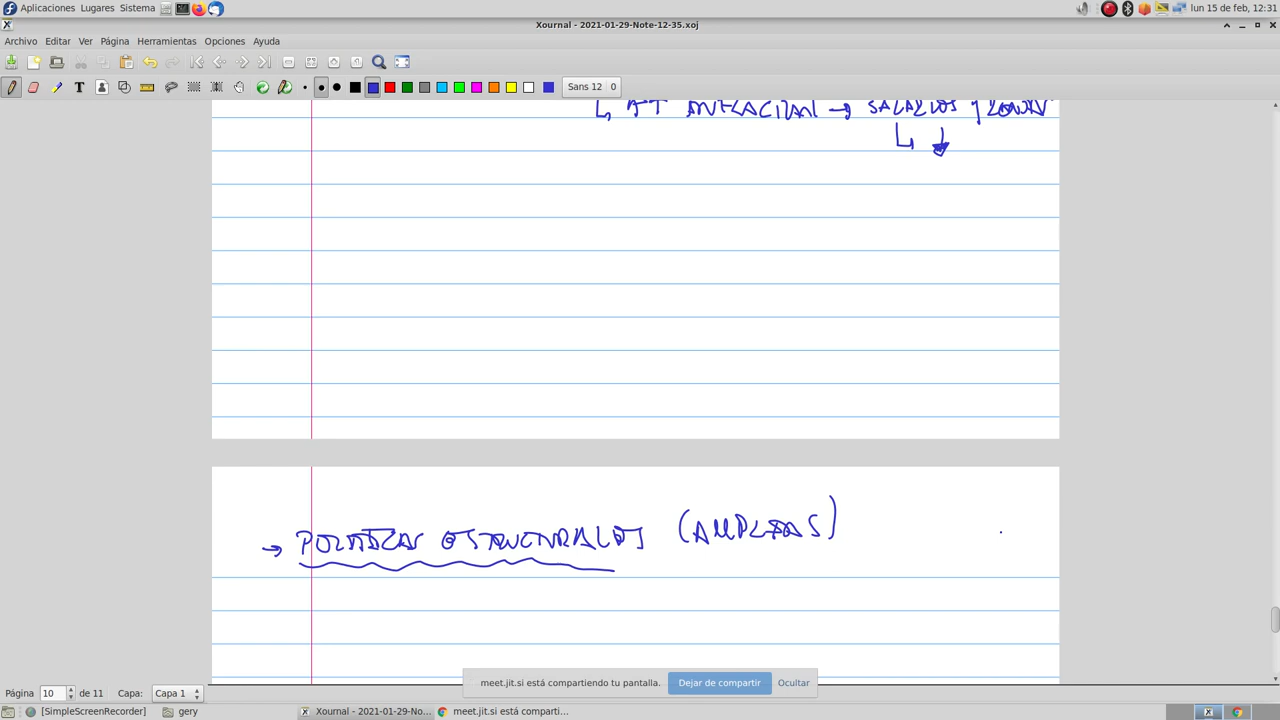 Aplicaciones Lugares Sistema lun 15 de feb, 12:31
Xournal - 2021-01-29-Note-12-35.xoj
Archivo Editar Ver Página Herramientas Opciones Ayuda
Sans 12 0
↳ ↑↑ INFLACIÓN → SALARIOS y
↳ ↓
→ POLÍTICAS ESTRUCTURALES (AMPLIAS)
meet.jit.si está compartiendo tu pantalla. Dejar de compartir Ocultar
Página 10 de 11 Capa: Capa 1
[SimpleScreenRecorder] gery Xournal - 2021-01-29-No... meet.jit.si está comparti...